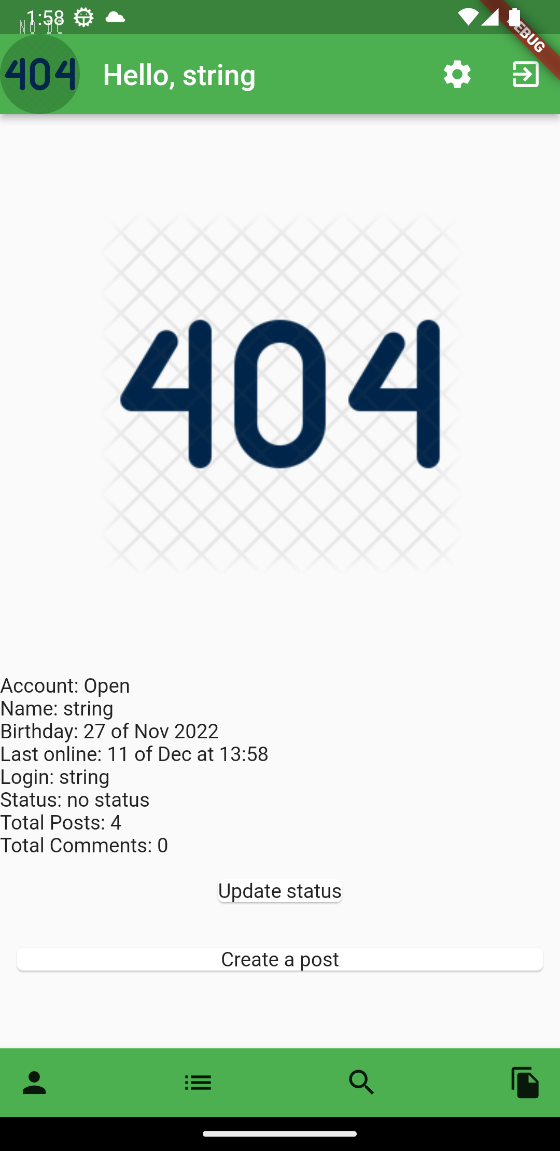 1:58
DEBUG
404
Hello, string
404
Account: Open
Name: string
Birthday: 27 of Nov 2022
Last online: 11 of Dec at 13:58
Login: string
Status: no status
Total Posts: 4
Total Comments: 0
Update status
Create a post